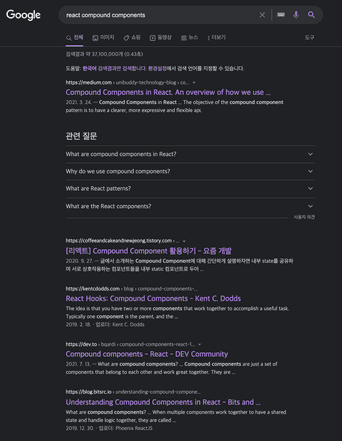 Google
react compound components
전체 이미지 쇼핑 동영상 뉴스 더보기 도구
검색결과 약 37,100,000개 (0.43초)
도움말: 한국어 검색결과만 검색합니다. 환경설정에서 검색 언어를 지정할 수 있습니다.
https://medium.com › unibuddy-technology-blog › co...
Compound Components in React. An overview of how we use ...
2021. 3. 24. — Compound Components in React ... The objective of the compound component
pattern is to have a clearer, more expressive and flexible api.
관련 질문
What are compound components in React?
Why do we use compound components?
What are React patterns?
What are the React components?
사용자 의견
https://coffeeandcakeandnewjeong.tistory.com › ...
[리액트] Compound Component 활용하기 - 요즘 개발
2020. 9. 27. — 글에서 소개하는 Compound Component에 대해 간단하게 설명하자면 내부 state를 공유하
며 서로 상호작용하는 컴포넌트들을 내부 static 컴포넌트로 두어 ...
https://kentcdodds.com › blog › compound-components-...
React Hooks: Compound Components - Kent C. Dodds
The idea is that you have two or more components that work together to accomplish a useful task.
Typically one component is the parent, and the ...
2019. 2. 18. · 업로더: Kent C. Dodds
https://dev.to › bqardi › compound-components-react-1...
Compound components - React - DEV Community
2021. 7. 13. — What are compound components? ... Compound components are just a set of
components that belong to each other and work great together. They are ...
https://blog.bitsrc.io › understanding-compound-compone...
Understanding Compound Components in React - Bits and ...
What are compound components? ... When multiple components work together to have a shared
state and handle logic together, they are called ...
2019. 12. 30. · 업로더: Phoenix ReactJS